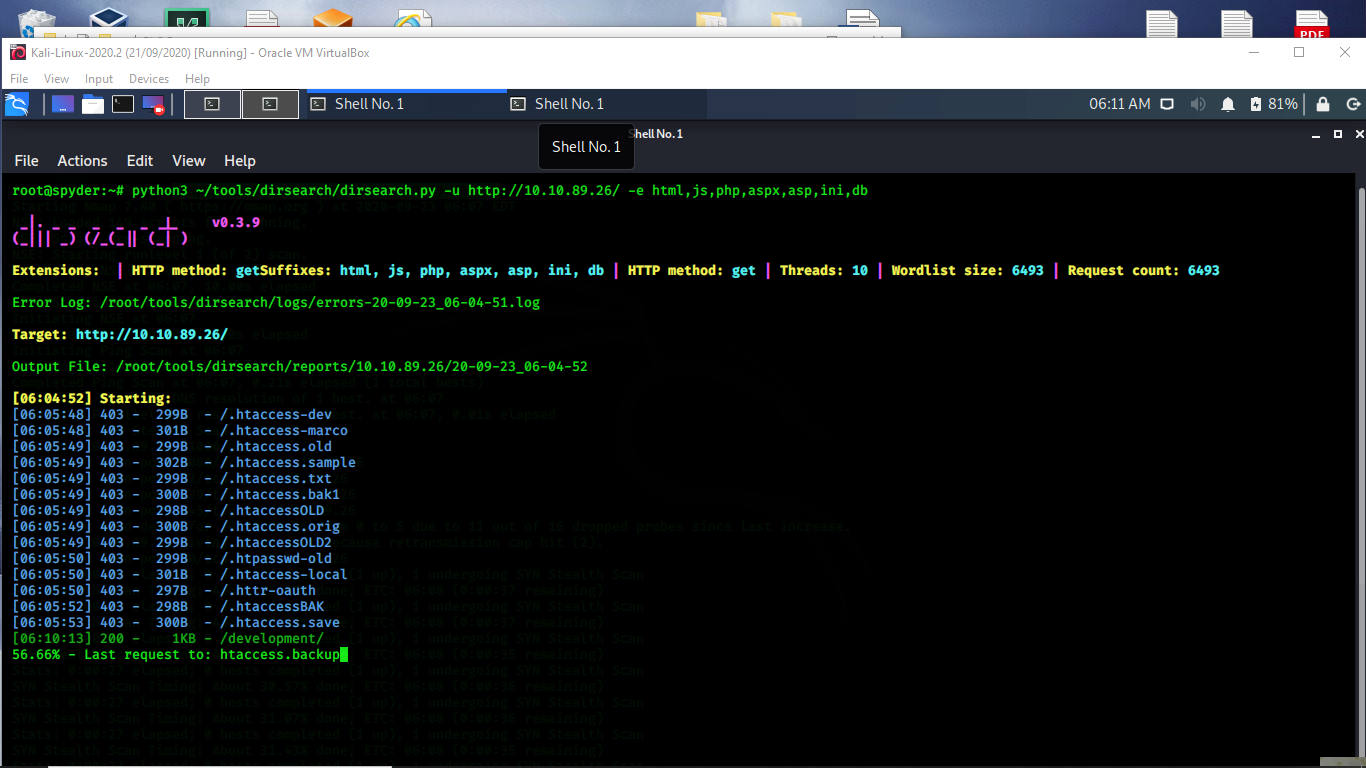 PDF
Kali-Linux-2020.2 (21/09/2020) [Running] - Oracle VM VirtualBox
File View Input Devices Help
Shell No. 1 Shell No. 1 06:11 AM 81%
Shell No. 1
Shell No. 1
File Actions Edit View Help
root@spyder:~# python3 ~/tools/dirsearch/dirsearch.py -u http://10.10.89.26/ -e html,js,php,aspx,asp,ini,db
v0.3.9
Extensions: | HTTP method: getSuffixes: html, js, php, aspx, asp, ini, db | HTTP method: get | Threads: 10 | Wordlist size: 6493 | Request count: 6493
Error Log: /root/tools/dirsearch/logs/errors-20-09-23_06-04-51.log
Target: http://10.10.89.26/
Output File: /root/tools/dirsearch/reports/10.10.89.26/20-09-23_06-04-52
[06:04:52] Starting:
[06:05:48] 403 - 299B - /.htaccess-dev
[06:05:48] 403 - 301B - /.htaccess-marco
[06:05:49] 403 - 299B - /.htaccess.old
[06:05:49] 403 - 302B - /.htaccess.sample
[06:05:49] 403 - 299B - /.htaccess.txt
[06:05:49] 403 - 300B - /.htaccess.bak1
[06:05:49] 403 - 298B - /.htaccessOLD
[06:05:49] 403 - 300B - /.htaccess.orig
[06:05:49] 403 - 299B - /.htaccessOLD2
[06:05:50] 403 - 299B - /.htpasswd-old
[06:05:50] 403 - 301B - /.htaccess-local
[06:05:50] 403 - 297B - /.httr-oauth
[06:05:52] 403 - 298B - /.htaccessBAK
[06:05:53] 403 - 300B - /.htaccess.save
[06:10:13] 200 - 1KB - /development/
56.66% - Last request to: htaccess.backup